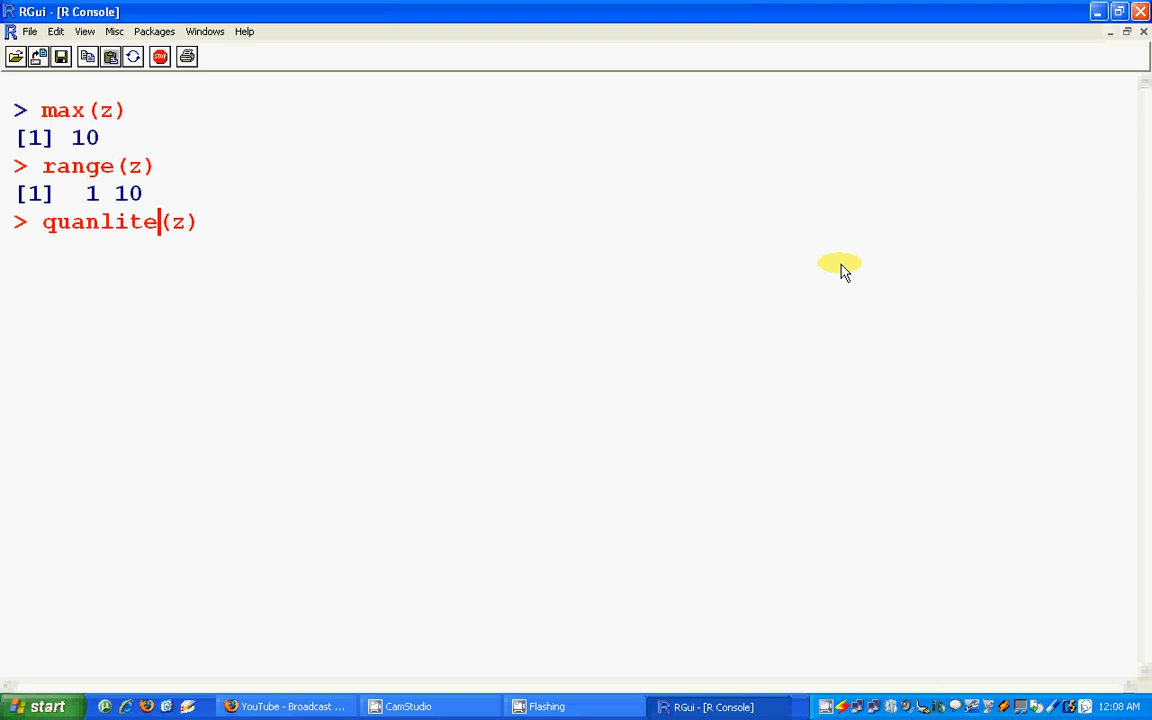 RGui - [R Console]
File Edit View Misc Packages Windows Help
STOP
> max(z)
[1] 10
> range(z)
[1]  1 10
> quanlite(z)
start YouTube - Broadcast ... CamStudio Flashing RGui - [R Console] 12:08 AM